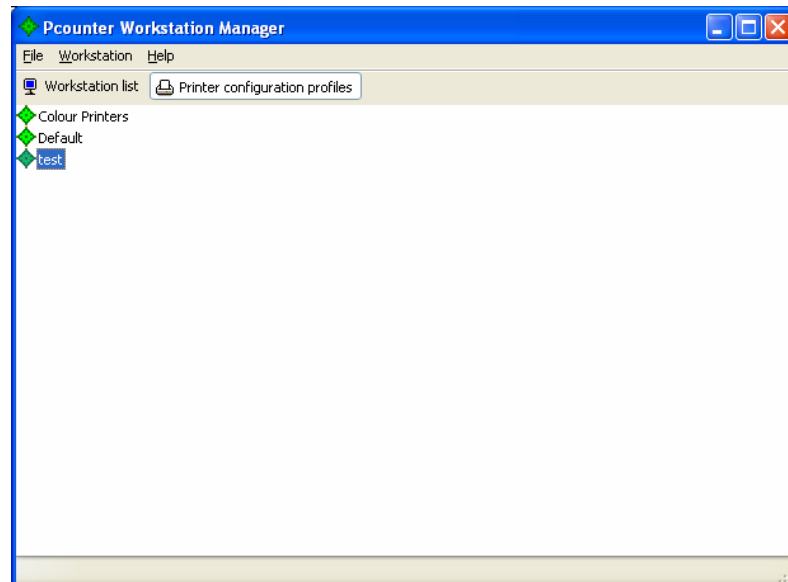 Pcounter Workstation Manager
File Workstation Help
Workstation list Printer configuration profiles
Colour Printers
Default
test